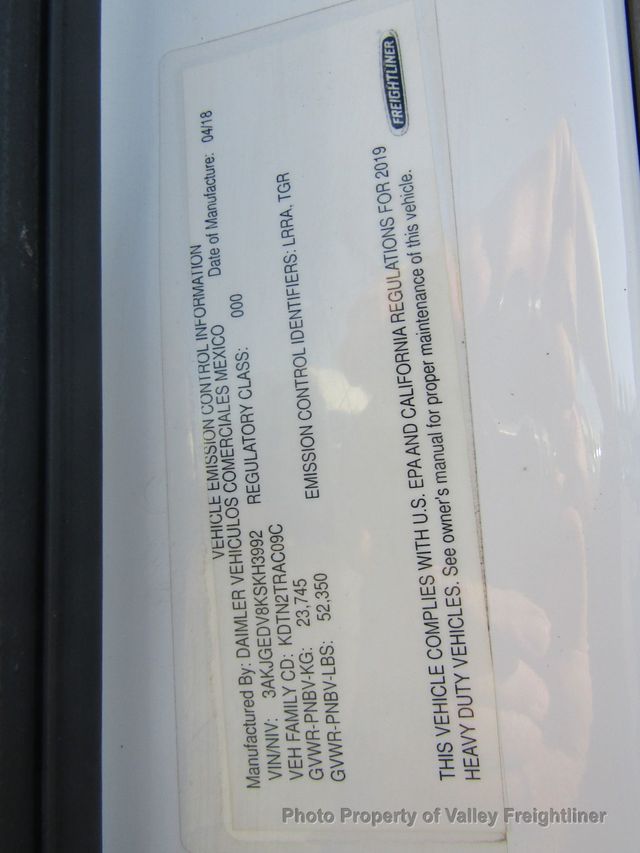 VEHICLE EMISSION CONTROL INFORMATION
Manufactured By: DAIMLER VEHICULOS COMERCIALES MEXICO Date of Manufacture: 04/18
VIN/NIV: 3AKJGEDV8KSKH3992 REGULATORY CLASS: 000
VEH FAMILY CD: KDTN2TRAC09C
GVWR-PNBV-KG: 23,745 EMISSION CONTROL IDENTIFIERS: LRRA, TGR
GVWR-PNBV-LBS: 52,350
THIS VEHICLE COMPLIES WITH U.S. EPA AND CALIFORNIA REGULATIONS FOR 2019
HEAVY DUTY VEHICLES. See owner's manual for proper maintenance of this vehicle.
FREIGHTLINER
Photo Property of Valley Freightliner